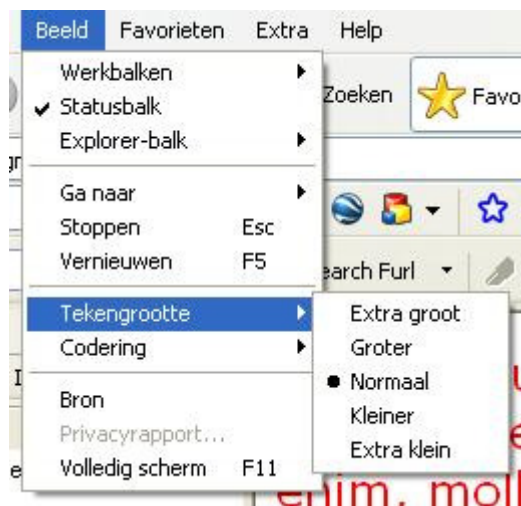 Beeld Favorieten Extra Help
Werkbalken
Zoeken Favo
Statusbalk
Explorer-balk
Ga naar
Stoppen Esc
Vernieuwen F5
earch Furl
Tekengrootte
Extra groot
Codering
Groter
Normaal
Bron
Kleiner
Privacyrapport...
Extra klein
Volledig scherm F11
enim, moll